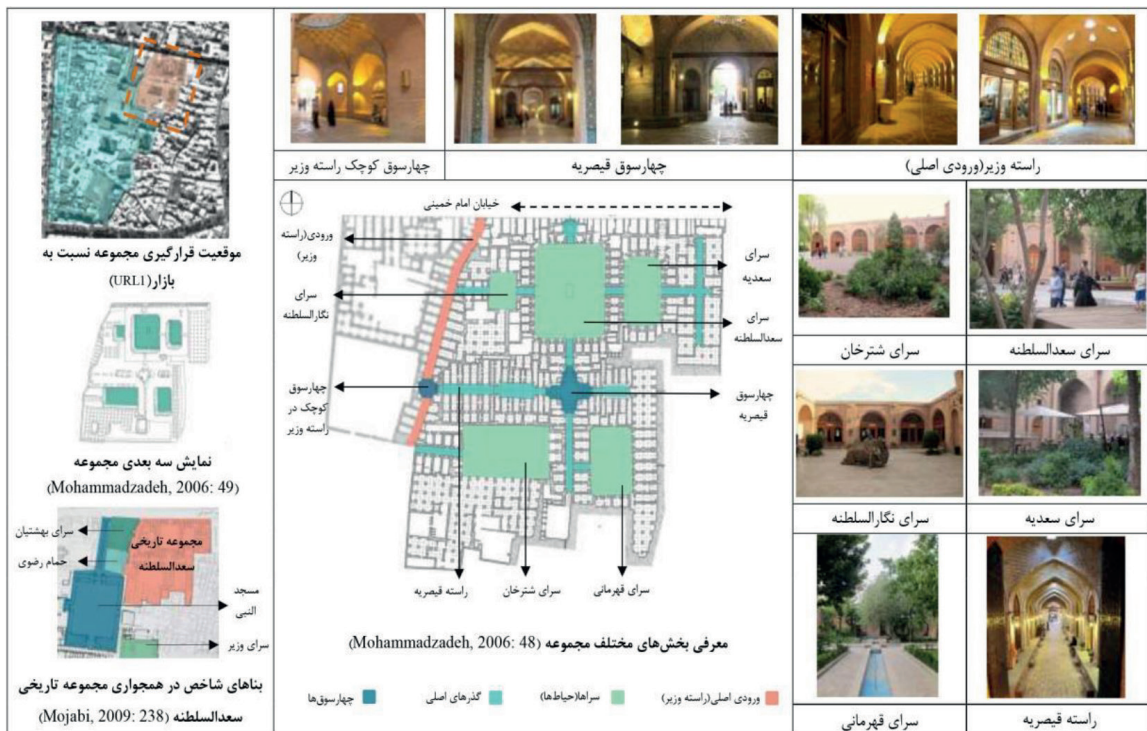 چهارسوق کوچک راسته وزیر
چهارسوق قیصریه
راسته وزیر(ورودی اصلی)
موقعیت قرارگیری مجموعه نسبت به
بازار(URL1)
نمایش سه بعدی مجموعه
(Mohammadzadeh, 2006: 49)
سرای بهشتیان
حمام رضوی
مجموعه تاریخی
سعدالسلطنه
مسجد
النبی
سرای وزیر
بناهای شاخص در همجواری مجموعه تاریخی
سعدالسلطنه (Mojabi, 2009: 238)
خیابان امام خمینی
ورودی(راسته
وزیر)
سرای
نگارالسلطنه
چهارسوق
کوچک در
راسته وزیر
سرای
سعدیه
سرای
سعدالسلطنه
چهارسوق
قیصریه
راسته قیصریه
سرای شترخان
سرای قهرمانی
معرفی بخش‌های مختلف مجموعه (Mohammadzadeh, 2006: 48)
ورودی اصلی(راسته وزیر)
سراها(حیاط‌ها)
گذرهای اصلی
چهارسوق‌ها
سرای سعدالسلطنه
سرای شترخان
سرای سعدیه
سرای نگارالسلطنه
راسته قیصریه
سرای قهرمانی